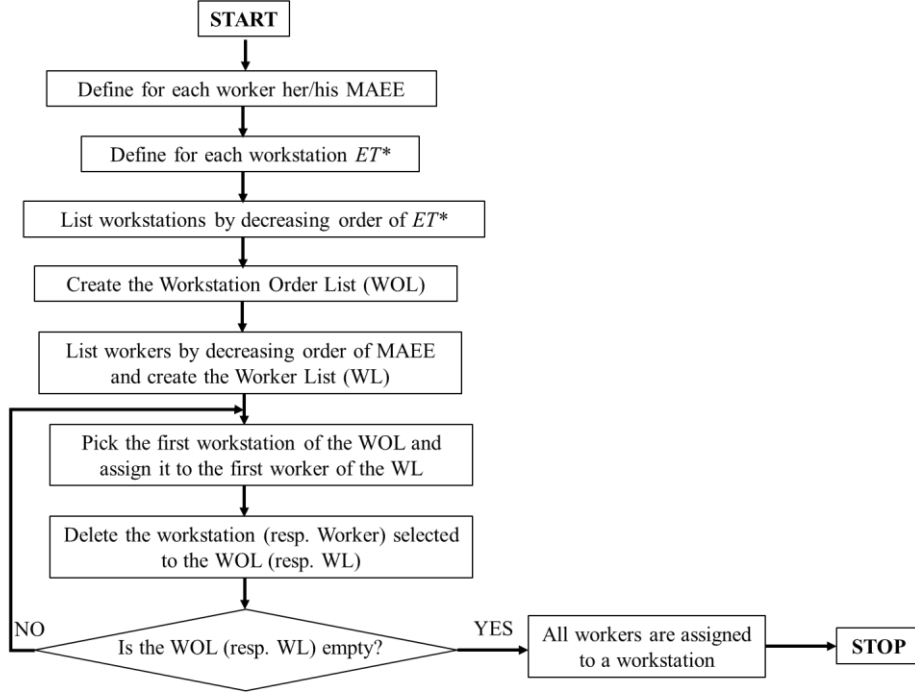 START
Define for each worker her/his MAEE
Define for each workstation ET*
List workstations by decreasing order of ET*
Create the Workstation Order List (WOL)
List workers by decreasing order of MAEE
and create the Worker List (WL)
Pick the first workstation of the WOL and
assign it to the first worker of the WL
Delete the workstation (resp. Worker) selected
to the WOL (resp. WL)
NO
Is the WOL (resp. WL) empty?
YES
All workers are assigned
to a workstation
STOP